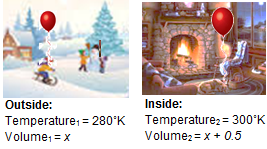 Outside:
Temperature₁ = 280°K
Volume₁ = x
Inside:
Temperature₂ = 300°K
Volume₂ = x + 0.5